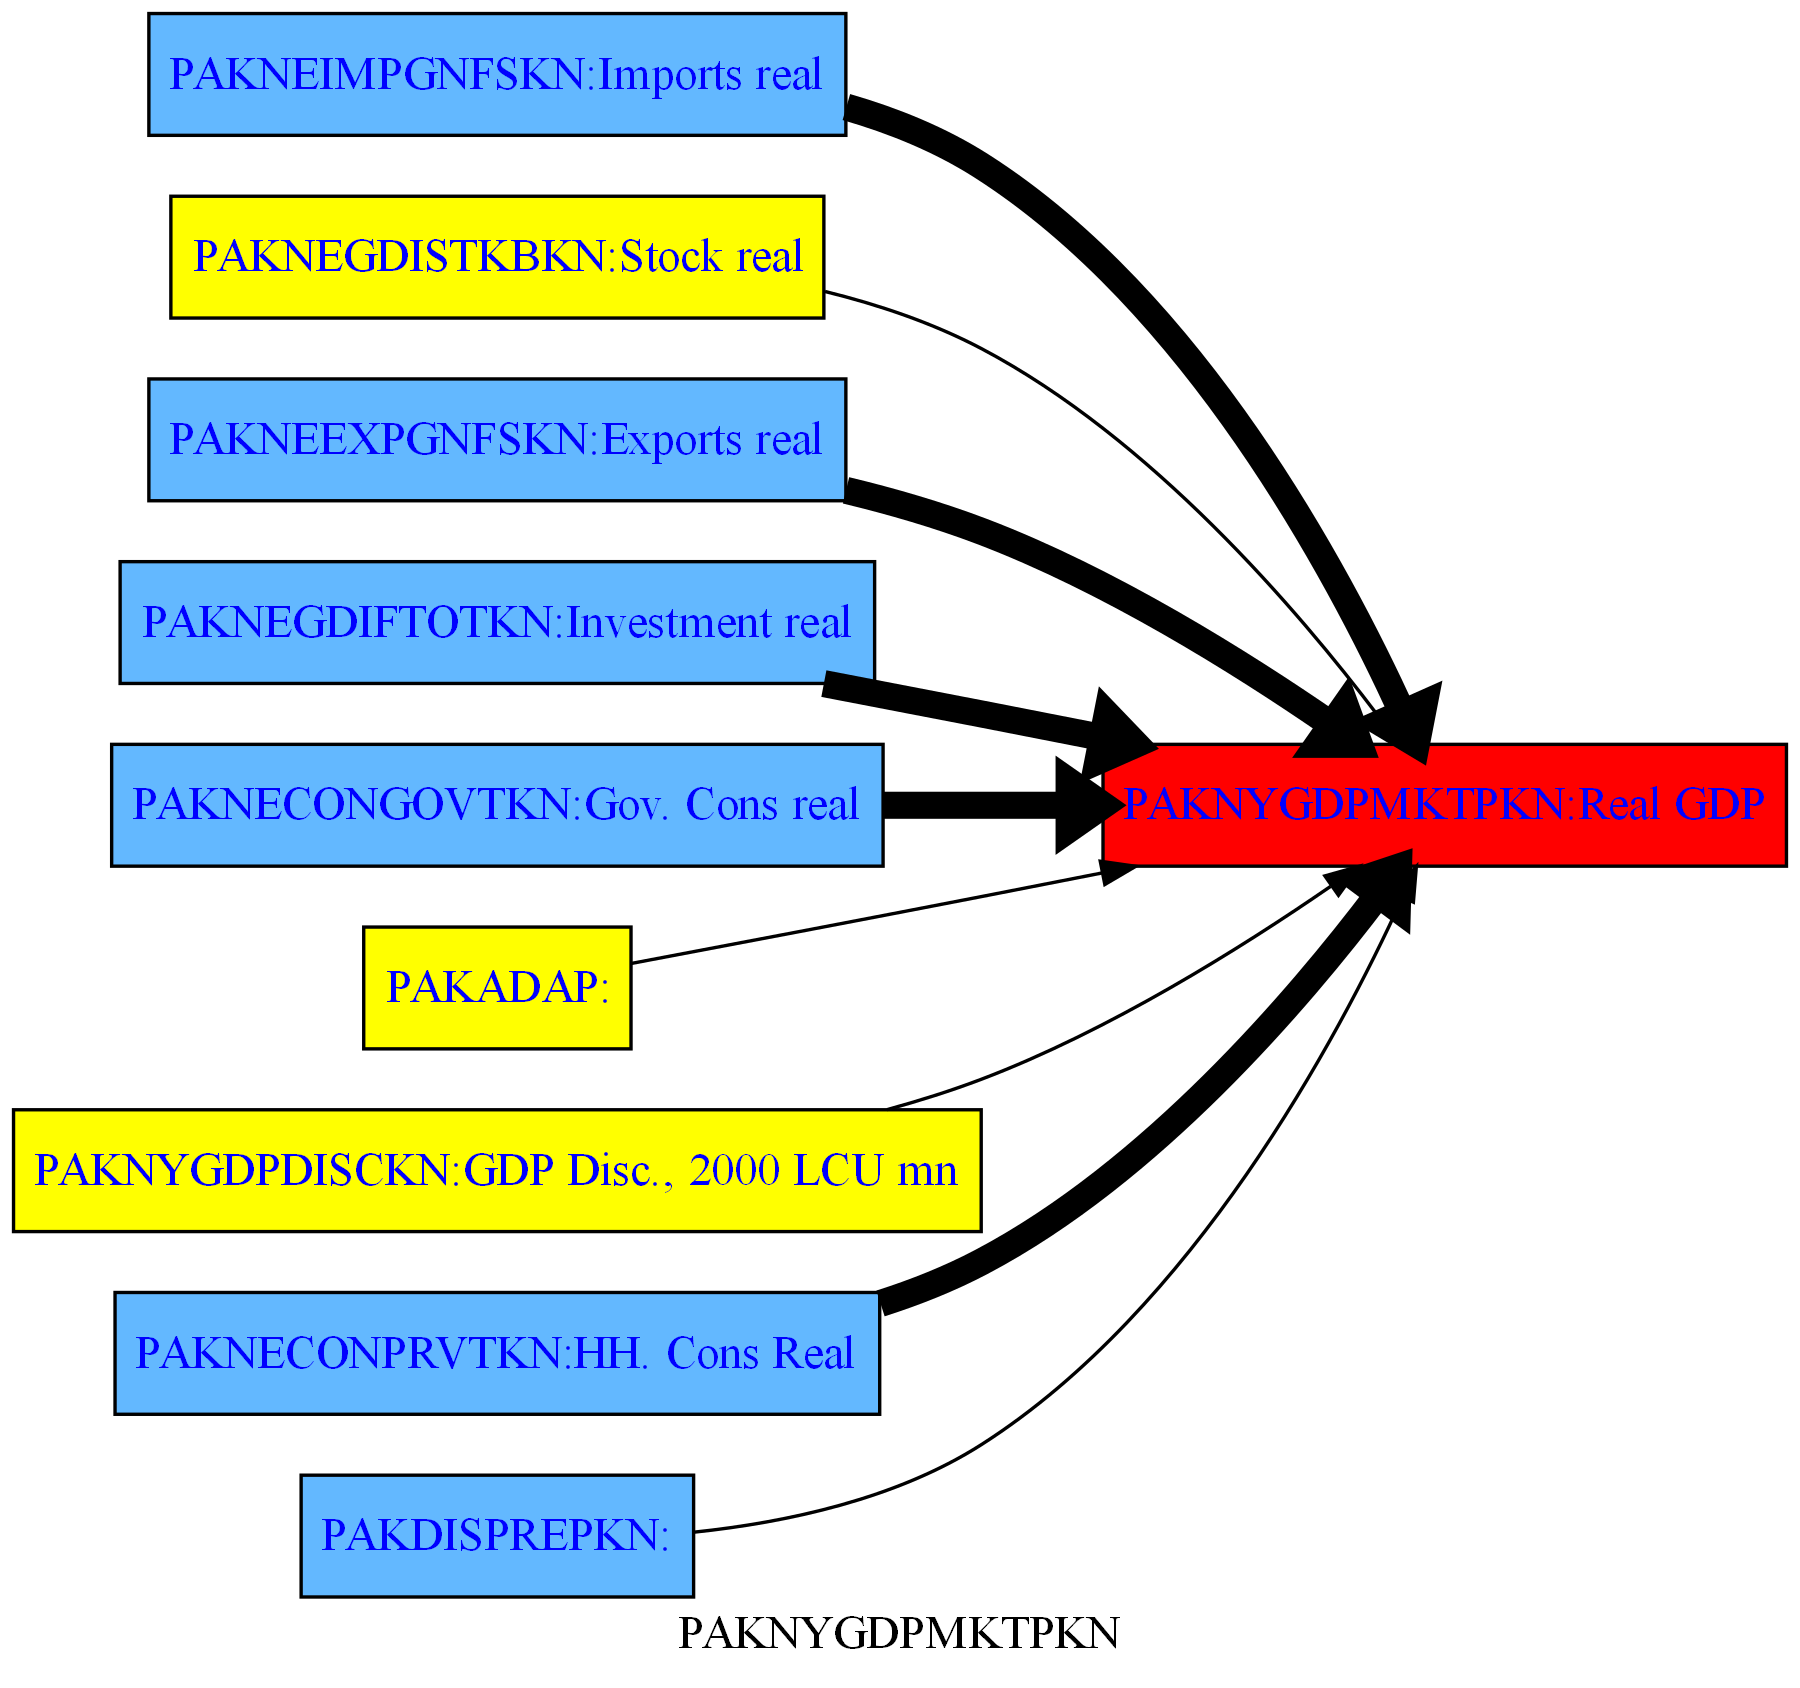 PAKNEIMPGNFSKN:Imports real
PAKNEGDISTKBKN:Stock real
PAKNEEXPGNFSKN:Exports real
PAKNEGDIFTOTKN:Investment real
PAKNECONGOVTKN:Gov. Cons real
PAKNYGDPMKTPKN:Real GDP
PAKADAP:
PAKNYGDPDISCKN:GDP Disc., 2000 LCU mn
PAKNECONPRVTKN:HH. Cons Real
PAKDISPREPKN:
PAKNYGDPMKTPKN